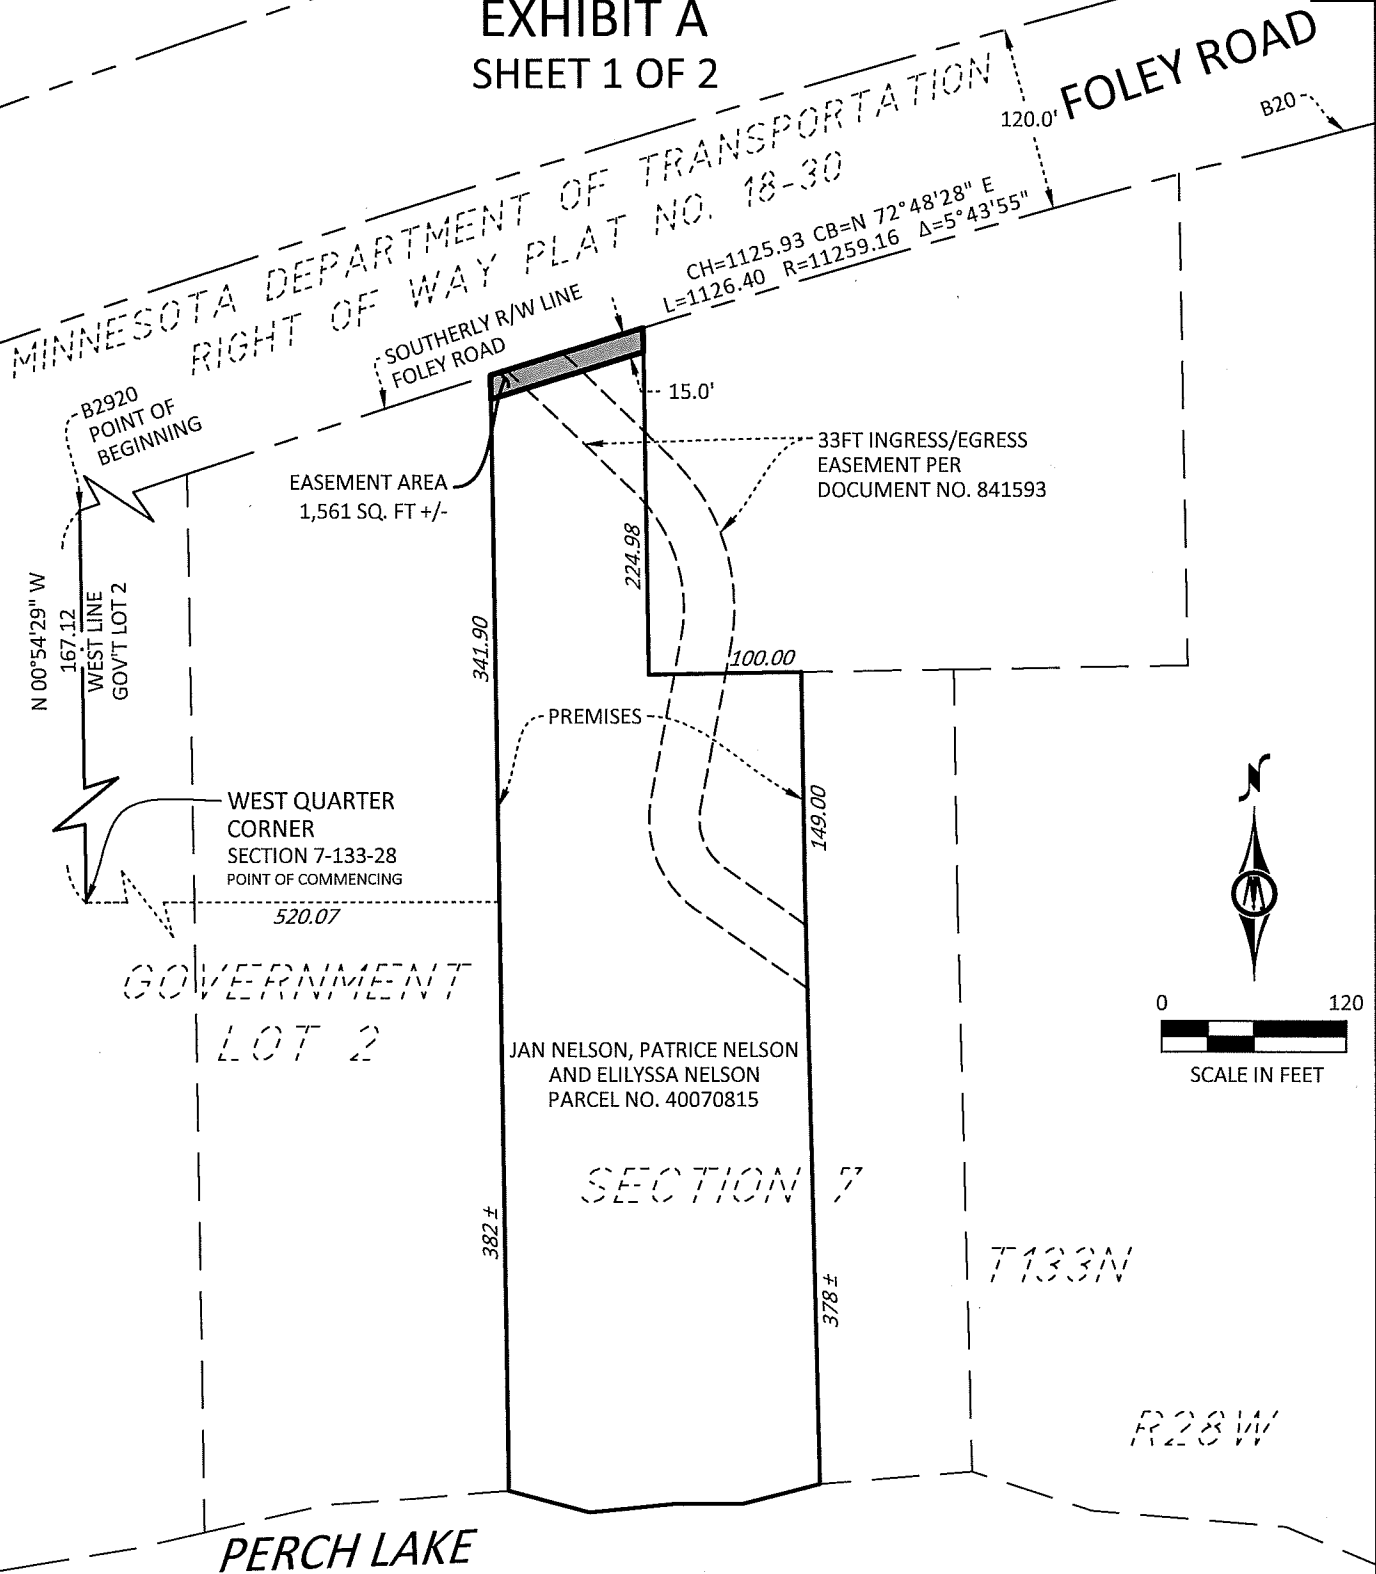 EXHIBIT A
SHEET 1 OF 2
FOLEY ROAD
B20
120.0'
MINNESOTA DEPARTMENT OF TRANSPORTATION
RIGHT OF WAY PLAT NO. 18-30
CH=1125.93 CB=N 72°48'28" E
L=1126.40 R=11259.16 Δ=5°43'55"
SOUTHERLY R/W LINE
FOLEY ROAD
B2920
POINT OF
BEGINNING
15.0'
33FT INGRESS/EGRESS
EASEMENT PER
DOCUMENT NO. 841593
EASEMENT AREA
1,561 SQ. FT +/-
224.98
N 00°54'29" W
167.12
WEST LINE
GOV'T LOT 2
341.90
100.00
PREMISES
N
WEST QUARTER
CORNER
SECTION 7-133-28
POINT OF COMMENCING
149.00
520.07
GOVERNMENT
LOT 2
0 120
SCALE IN FEET
JAN NELSON, PATRICE NELSON
AND ELILYSSA NELSON
PARCEL NO. 40070815
SECTION 7
382 ±
T133N
378 ±
R28W
PERCH LAKE